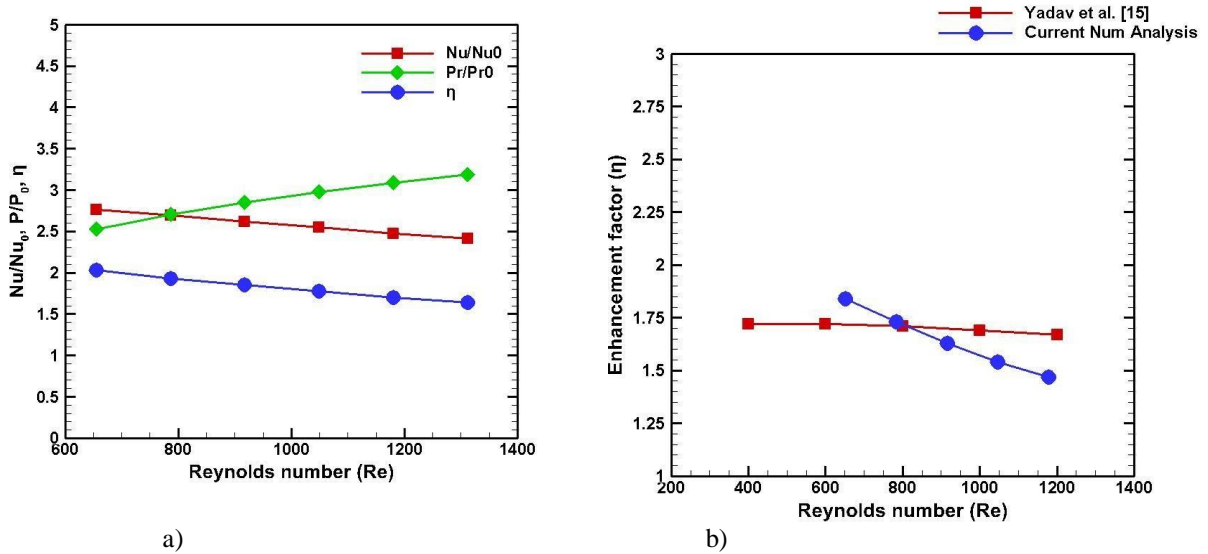 Nu/Nu0
Pr/Pr0
η
5
4.5
4
3.5
3
2.5
2
1.5
1
0.5
0
Nu/Nu₀, P/P₀, η
600
800
1000
1200
1400
Reynolds number (Re)
a)
Yadav et al. [15]
Current Num Analysis
3
2.75
2.5
2.25
2
1.75
1.5
1.25
1
Enhancement factor (η)
200
400
600
800
1000
1200
1400
Reynolds number (Re)
b)